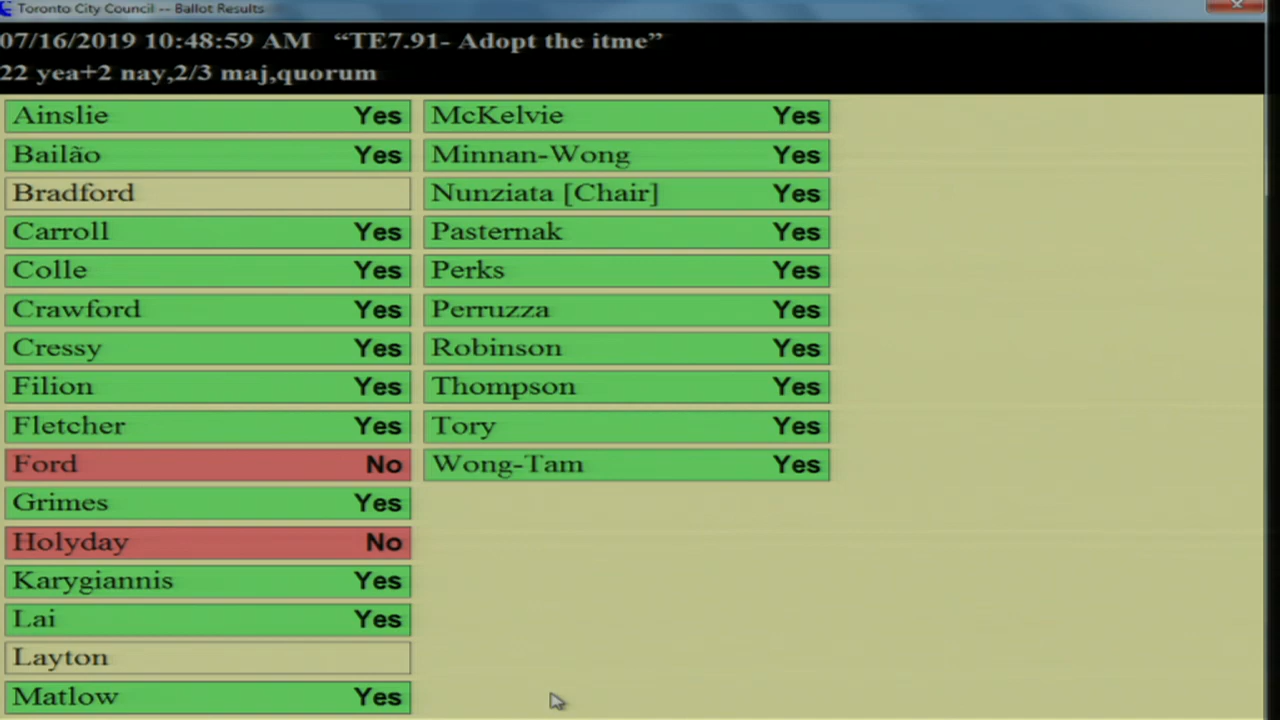 Toronto City Council -- Ballot Results
07/16/2019 10:48:59 AM “TE7.91- Adopt the itme”
22 yea+2 nay,2/3 maj,quorum
Ainslie Yes
Bailão Yes
Bradford
Carroll Yes
Colle Yes
Crawford Yes
Cressy Yes
Filion Yes
Fletcher Yes
Ford No
Grimes Yes
Holyday No
Karygiannis Yes
Lai Yes
Layton
Matlow Yes
McKelvie Yes
Minnan-Wong Yes
Nunziata [Chair] Yes
Pasternak Yes
Perks Yes
Perruzza Yes
Robinson Yes
Thompson Yes
Tory Yes
Wong-Tam Yes